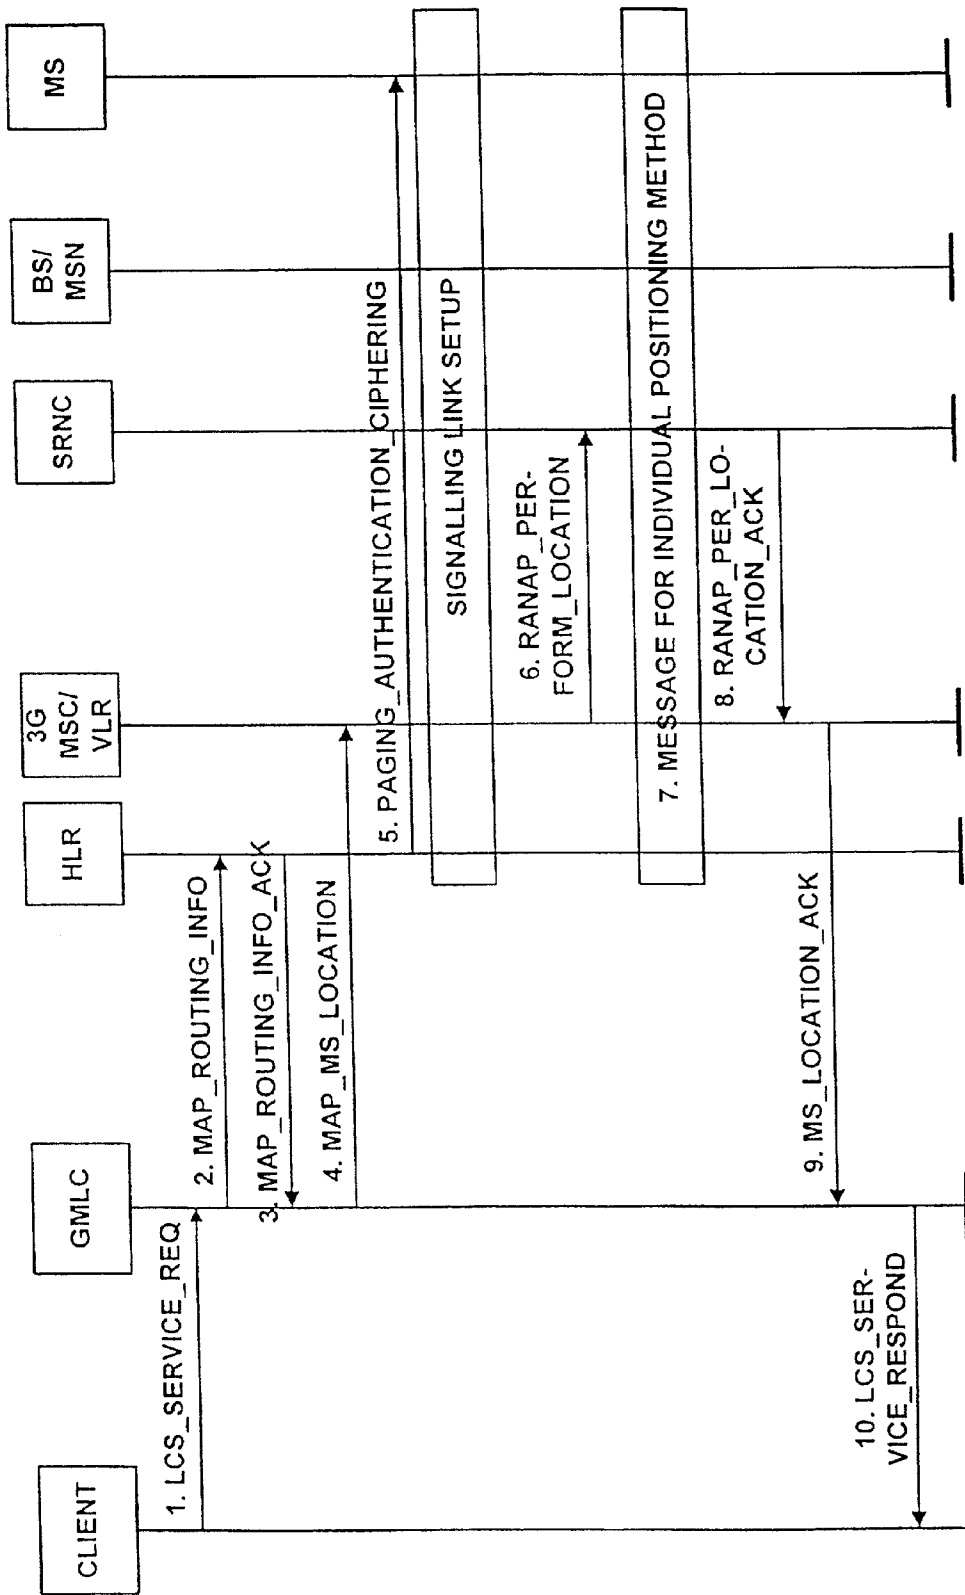 CLIENT
GMLC
HLR
3G
MSC/
VLR
SRNC
BS/
MSN
MS
1. LCS_SERVICE_REQ
2. MAP_ROUTING_INFO
3. MAP_ROUTING_INFO_ACK
4. MAP_MS_LOCATION
5. PAGING_AUTHENTICATION_CIPHERING
SIGNALLING LINK SETUP
6. RANAP_PER-
FORM_LOCATION
7. MESSAGE FOR INDIVIDUAL POSITIONING METHOD
8. RANAP_PER_LO-
CATION_ACK
9. MS_LOCATION_ACK
10. LCS_SER-
VICE_RESPOND